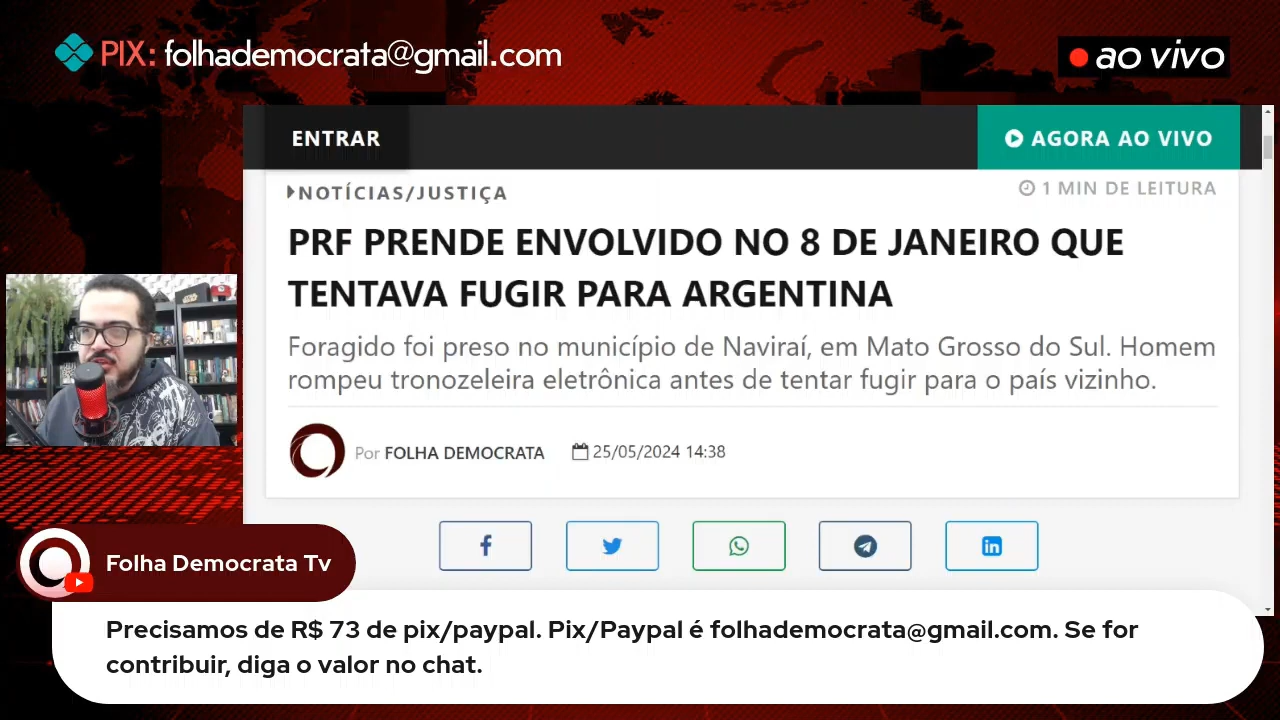 PIX: folhademocrata@gmail.com
ao vivo
ENTRAR
AGORA AO VIVO
NOTÍCIAS/JUSTIÇA
1 MIN DE LEITURA
PRF PRENDE ENVOLVIDO NO 8 DE JANEIRO QUE
TENTAVA FUGIR PARA ARGENTINA
Foragido foi preso no município de Naviraí, em Mato Grosso do Sul. Homem
rompeu tronozeleira eletrônica antes de tentar fugir para o país vizinho.
Por FOLHA DEMOCRATA
25/05/2024 14:38
Folha Democrata Tv
Precisamos de R$ 73 de pix/paypal. Pix/Paypal é folhademocrata@gmail.com. Se for
contribuir, diga o valor no chat.